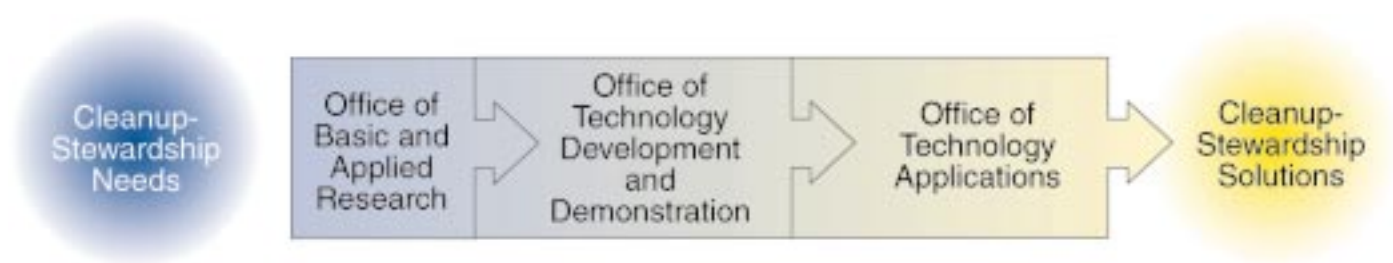 Cleanup-
Stewardship
Needs
Office of
Basic and
Applied
Research
Office of
Technology
Development
and
Demonstration
Office of
Technology
Applications
Cleanup-
Stewardship
Solutions